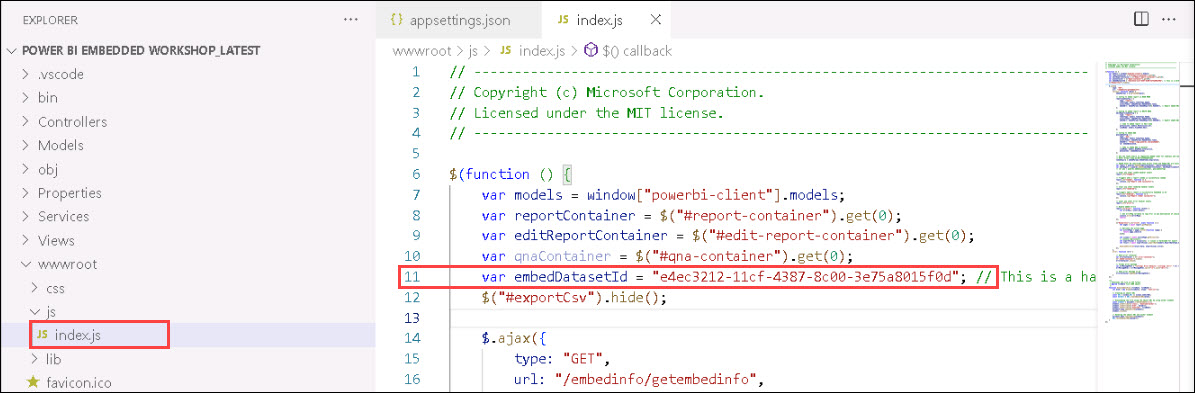 EXPLORER
···
POWER BI EMBEDDED WORKSHOP_LATEST
.vscode
bin
Controllers
Models
obj
Properties
Services
Views
wwwroot
css
js
JS index.js
lib
favicon.ico
{} appsettings.json
JS index.js
···
wwwroot > js > JS index.js > $() callback
1 // ----------------------------------------------------------------------------
2 // Copyright (c) Microsoft Corporation.
3 // Licensed under the MIT license.
4 // ----------------------------------------------------------------------------
5
6 $(function () {
7 var models = window["powerbi-client"].models;
8 var reportContainer = $("#report-container").get(0);
9 var editReportContainer = $("#edit-report-container").get(0);
10 var qnaContainer = $("#qna-container").get(0);
11 var embedDatasetId = "e4ec3212-11cf-4387-8c00-3e75a8015f0d"; // This is a ha
12 $("#exportCsv").hide();
13
14 $.ajax({
15 type: "GET",
16 url: "/embedinfo/getembedinfo",